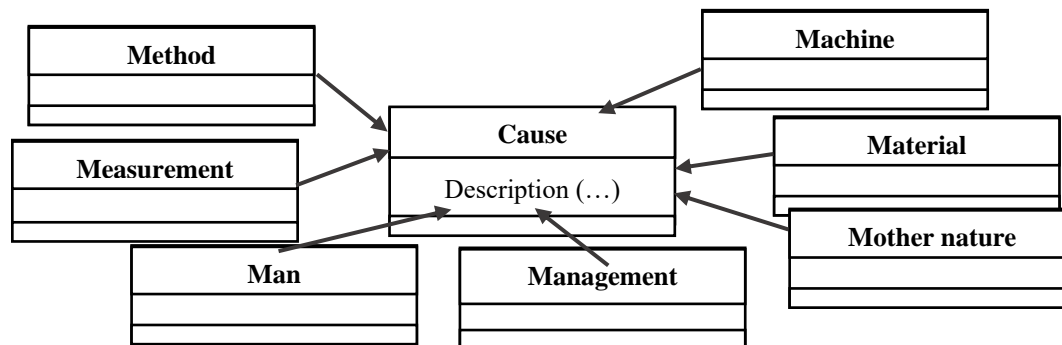 Method
Machine
Cause
Measurement
Material
Description (…)
Mother nature
Man
Management